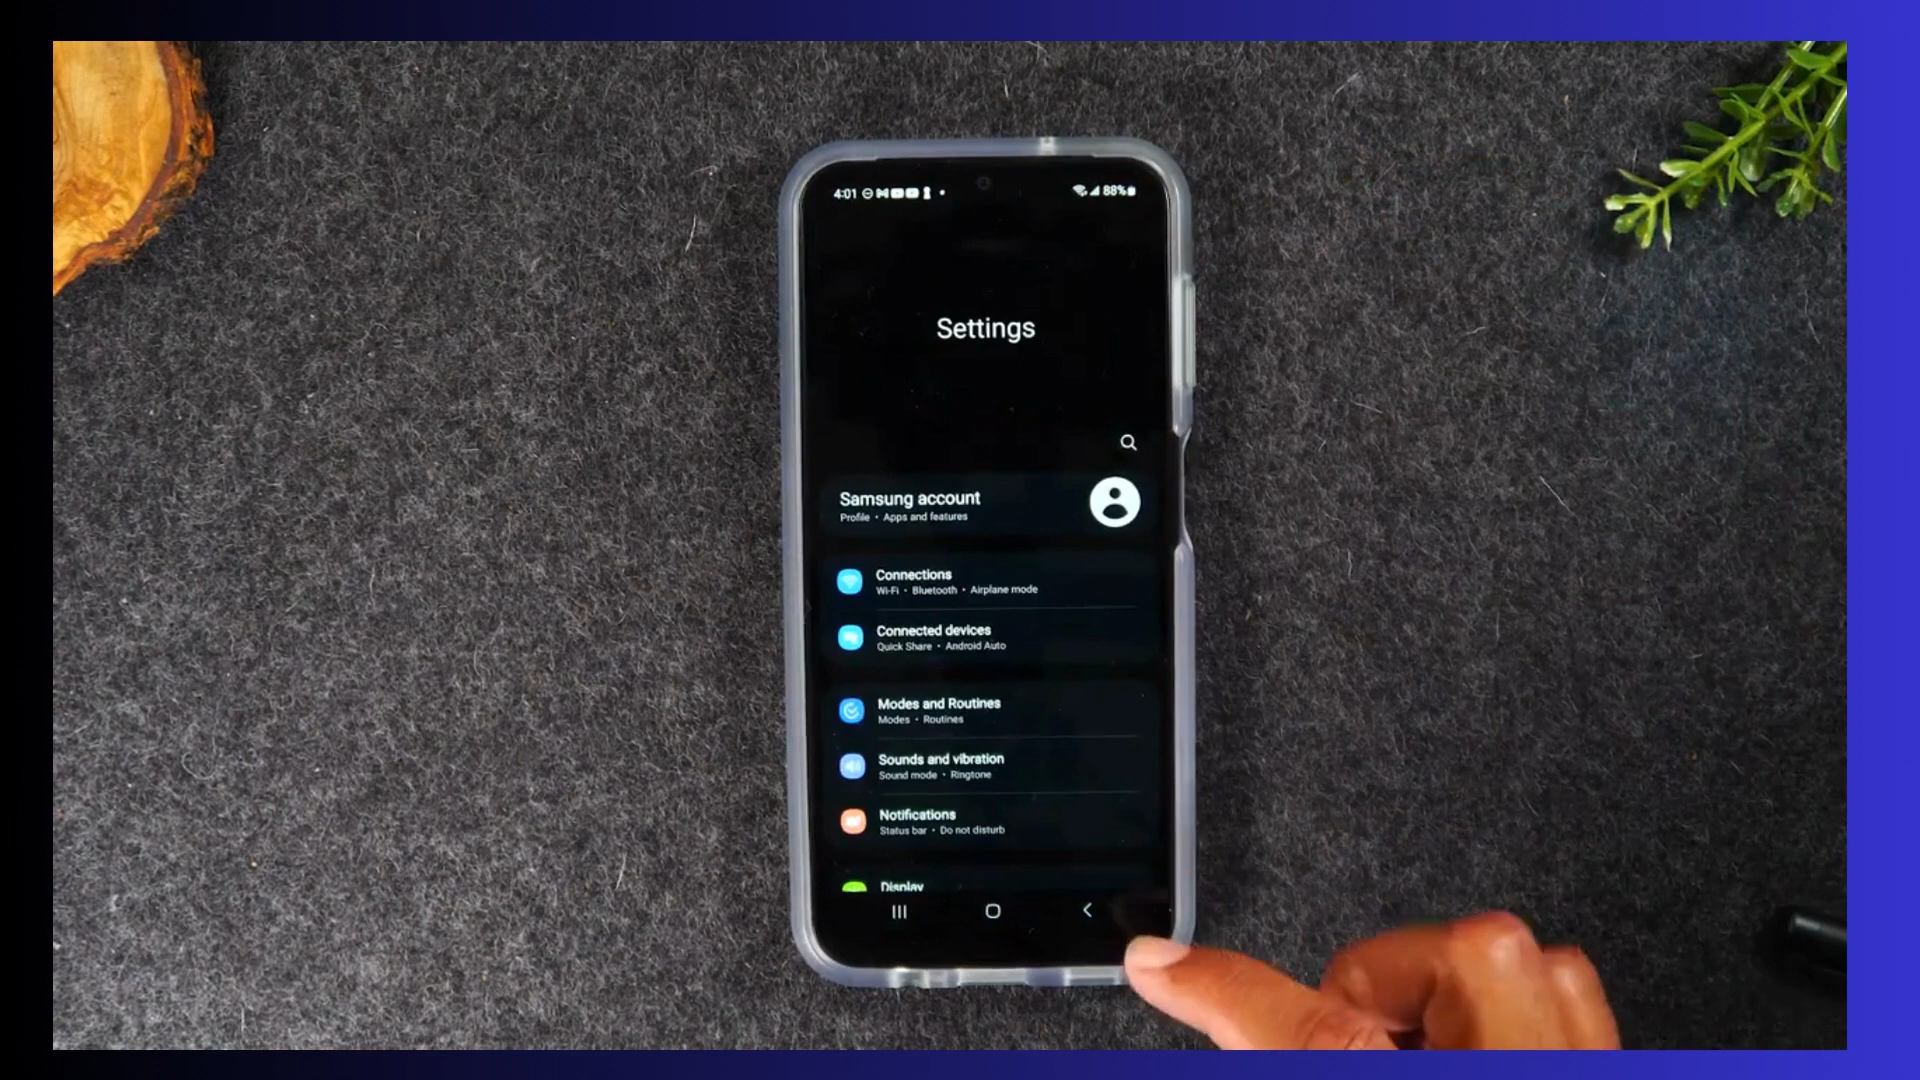 4:01 88%
Settings
Samsung account
Profile • Apps and features
Connections
Wi-Fi • Bluetooth • Airplane mode
Connected devices
Quick Share • Android Auto
Modes and Routines
Modes • Routines
Sounds and vibration
Sound mode • Ringtone
Notifications
Status bar • Do not disturb
Display